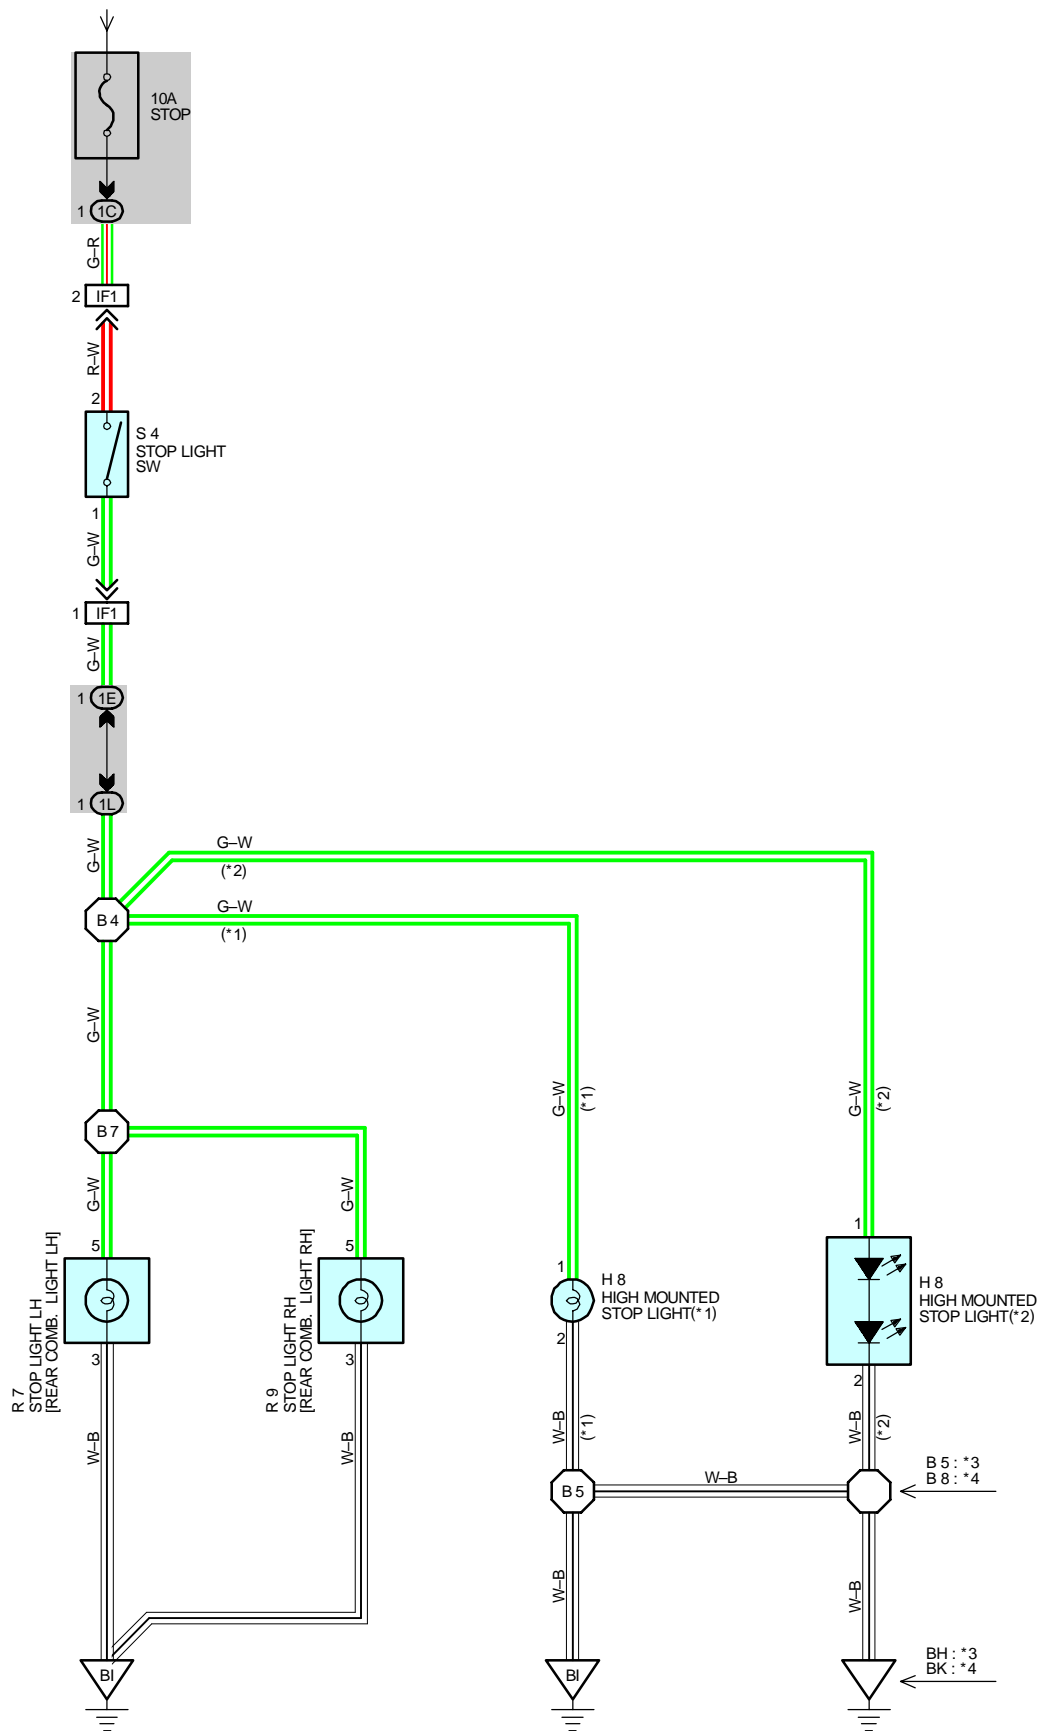 10A
STOP
1
1C
G–R
2
IF1
R–W
2
S 4
STOP LIGHT
SW
1
G–W
1
IF1
G–W
1
1E
1
1L
G–W
G–W
(*2)
B 4
G–W
(*1)
G–W
G–W
(*1)
G–W
(*2)
B 7
G–W
G–W
5
R 7
STOP LIGHT LH
[REAR COMB. LIGHT LH]
3
5
R 9
STOP LIGHT RH
[REAR COMB. LIGHT RH]
3
1
H 8
HIGH MOUNTED
STOP LIGHT(*1)
2
1
H 8
HIGH MOUNTED
STOP LIGHT(*2)
2
W–B
W–B
W–B
(*1)
W–B
(*2)
B 5
W–B
B 5 : *3
B 8 : *4
W–B
W–B
BI
BI
BH : *3
BK : *4